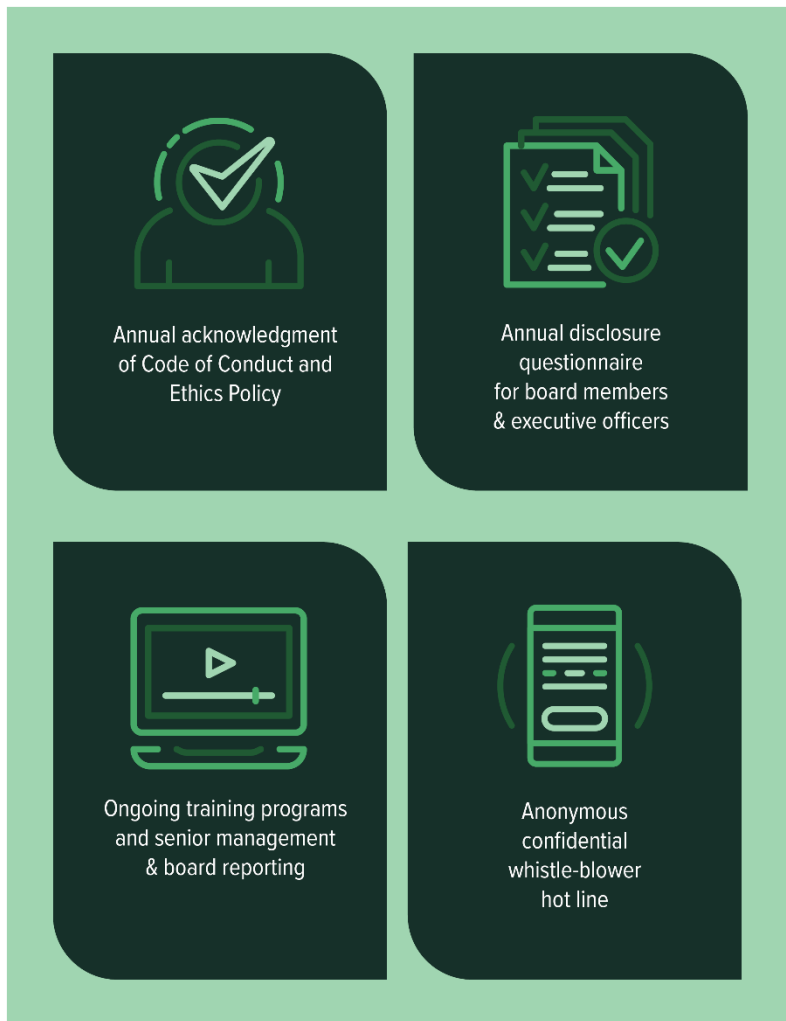 Annual acknowledgment
of Code of Conduct and
Ethics Policy
Annual disclosure
questionnaire
for board members
& executive officers
Ongoing training programs
and senior management
& board reporting
Anonymous
confidential
whistle-blower
hot line